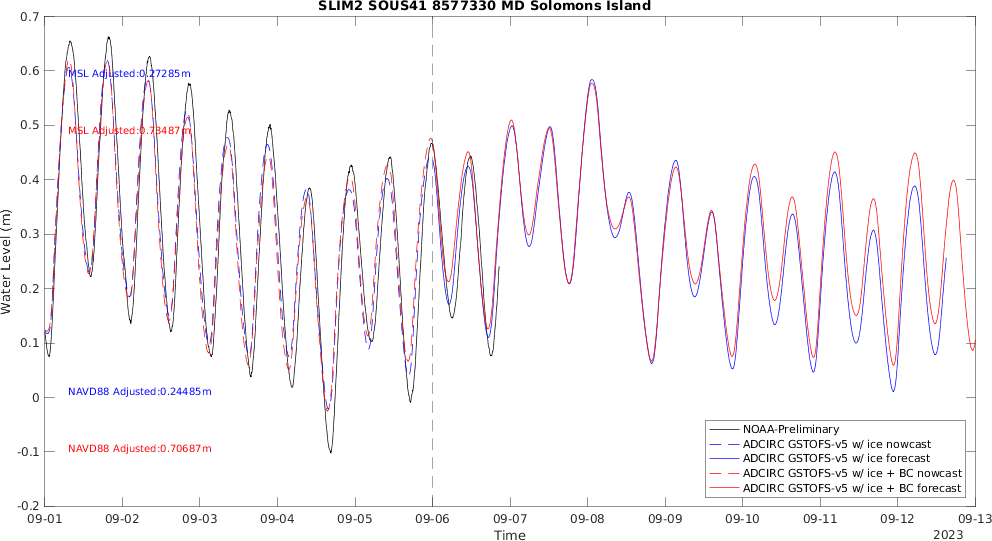 SLIM2 SOUS41 8577330 MD Solomons Island
0.7
0.6
0.5
0.4
0.3
0.2
0.1
0
-0.1
-0.2
Water Level (m)
MSL Adjusted:0.27285m
MSL Adjusted:0.73487m
NAVD88 Adjusted:0.24485m
NAVD88 Adjusted:0.70687m
NOAA-Preliminary
ADCIRC GSTOFS-v5 w/ ice nowcast
ADCIRC GSTOFS-v5 w/ ice forecast
ADCIRC GSTOFS-v5 w/ ice + BC nowcast
ADCIRC GSTOFS-v5 w/ ice + BC forecast
09-01 09-02 09-03 09-04 09-05 09-06 09-07 09-08 09-09 09-10 09-11 09-12 09-13
Time
2023